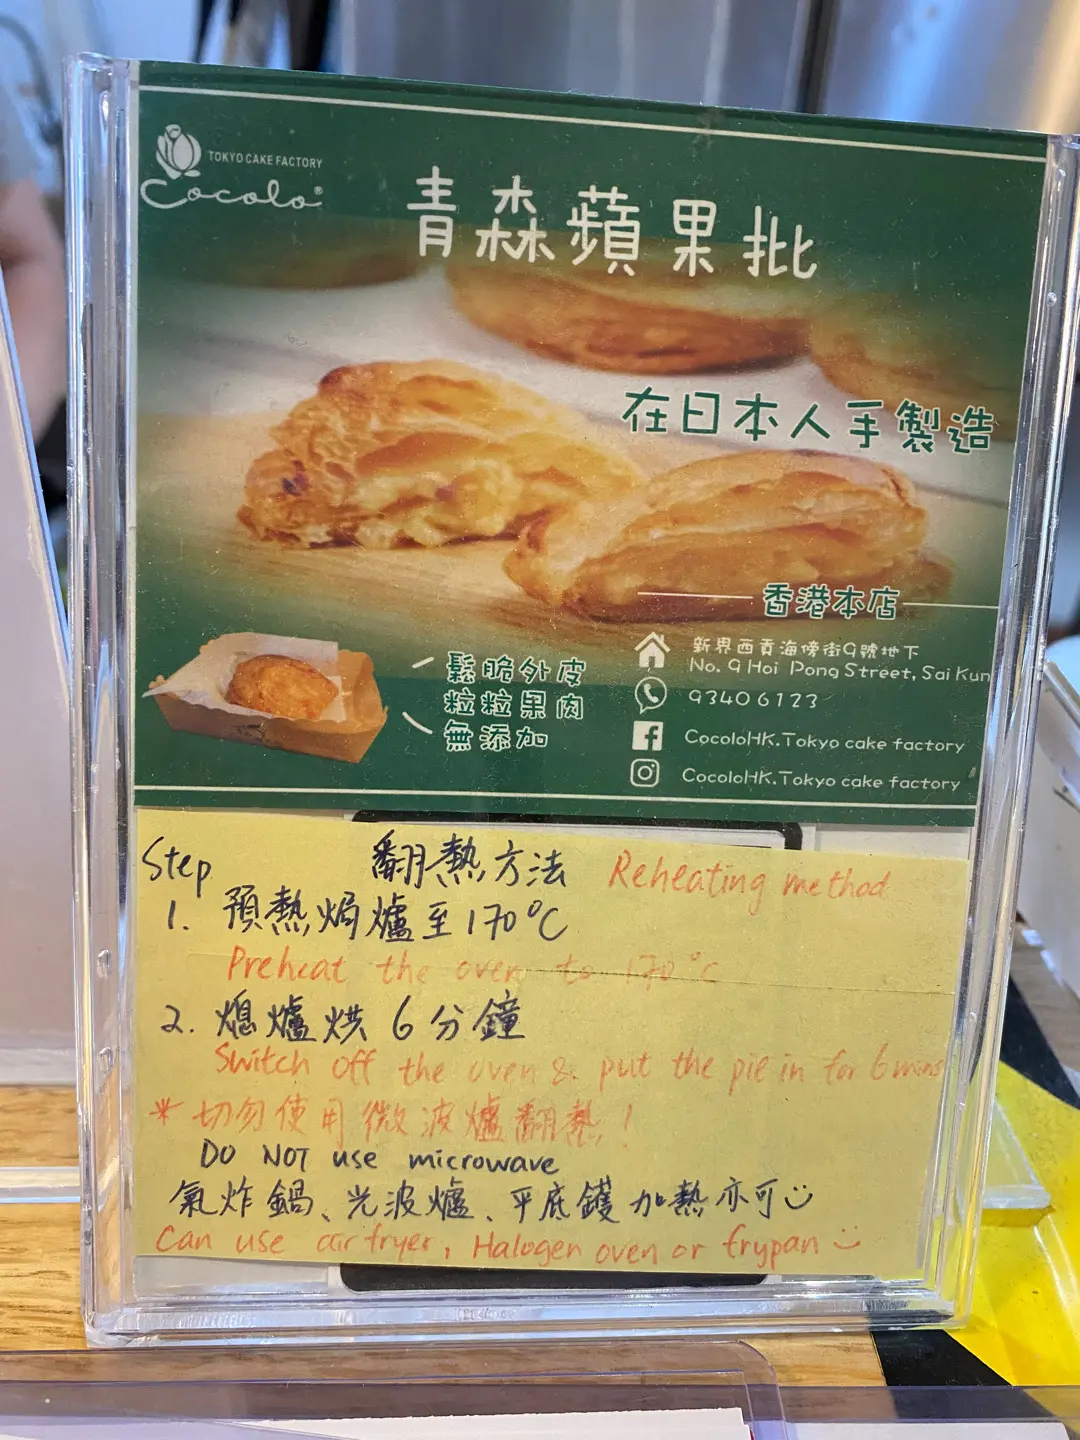 TOKYO CAKE FACTORY
Cocolo®
青森蘋果批
在日本人手製造
香港本店
新界西貢海傍街9號地下
No. 9 Hoi Pong Street, Sai Kun
93406123
CocoloHK.Tokyo cake factory
CocoloHK.Tokyo cake factory
鬆脆外皮
粒粒果肉
無添加
Step 翻熱方法 Reheating method
1. 預熱焗爐至170°C
Preheat the oven to 170°C
2. 熄爐烘6分鐘
Switch off the oven & put the pie in for 6 mins
*切勿使用微波爐翻熱!
DO NOT use microwave
氣炸鍋、光波爐、平底鑊加熱亦可
Can use air fryer, Halogen oven or frypan